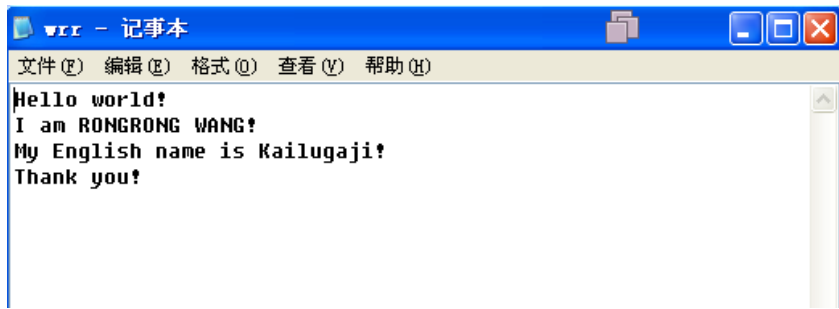 wrr - 记事本
文件(F) 编辑(E) 格式(O) 查看(V) 帮助(H)
Hello world!
I am RONGRONG WANG!
My English name is Kailugaji!
Thank you!